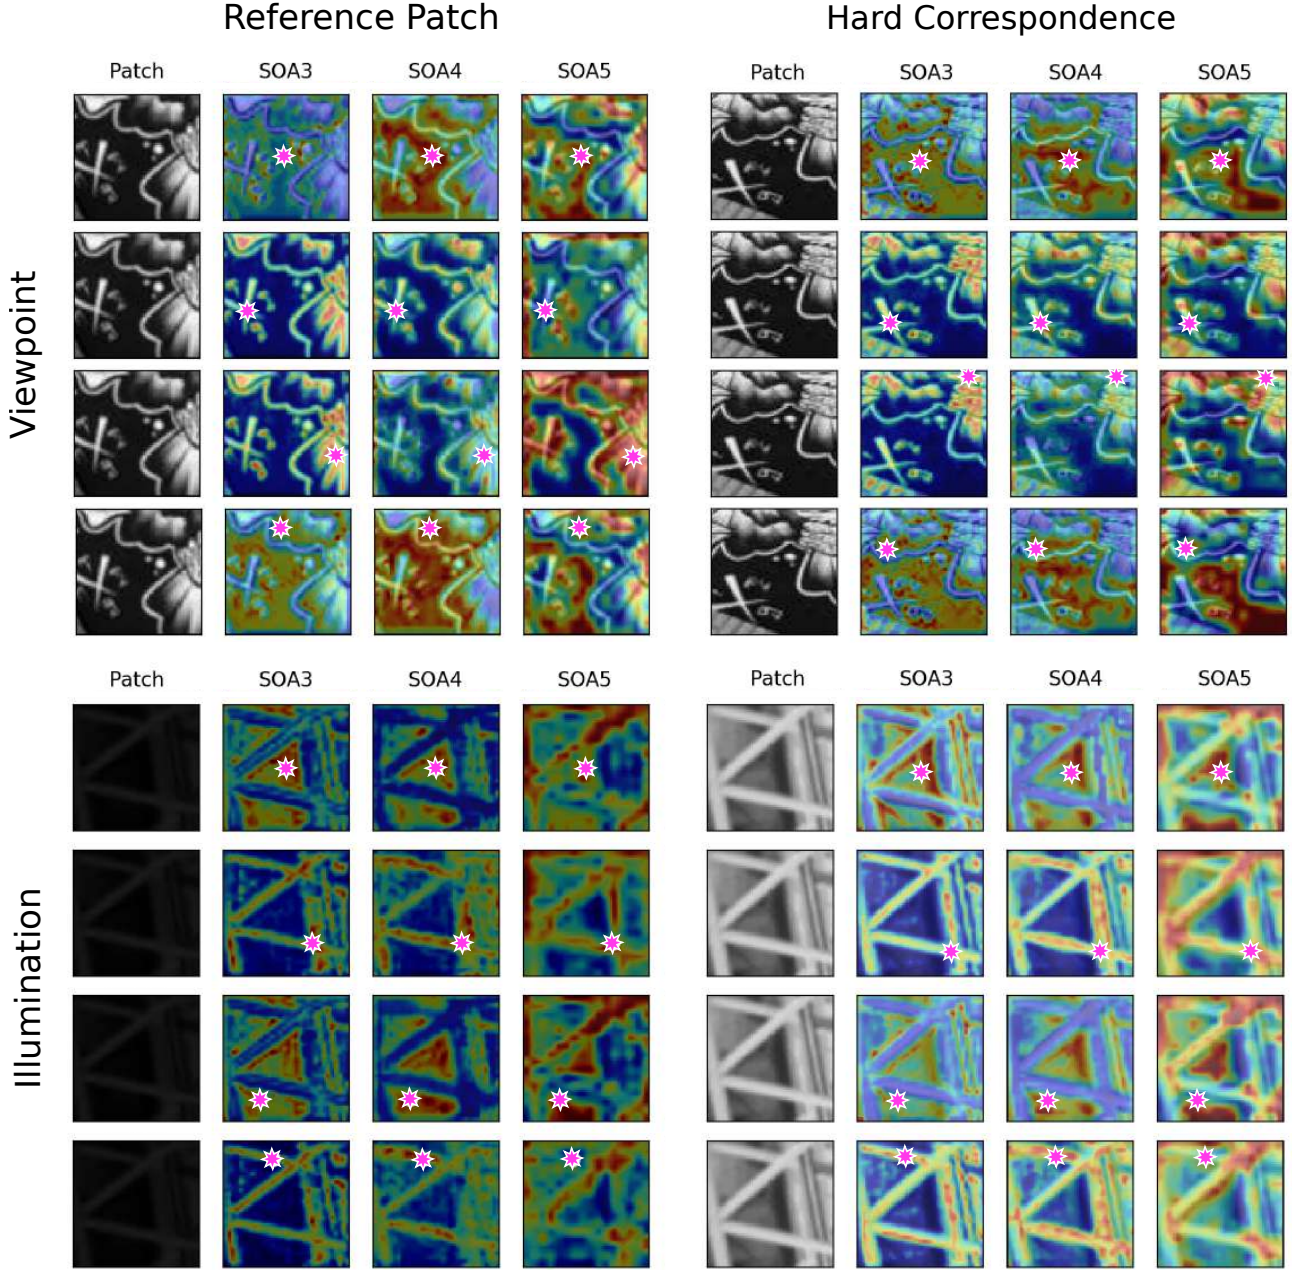 Reference Patch Hard Correspondence
Patch SOA3 SOA4 SOA5 Patch SOA3 SOA4 SOA5
Viewpoint
Patch SOA3 SOA4 SOA5 Patch SOA3 SOA4 SOA5
Illumination